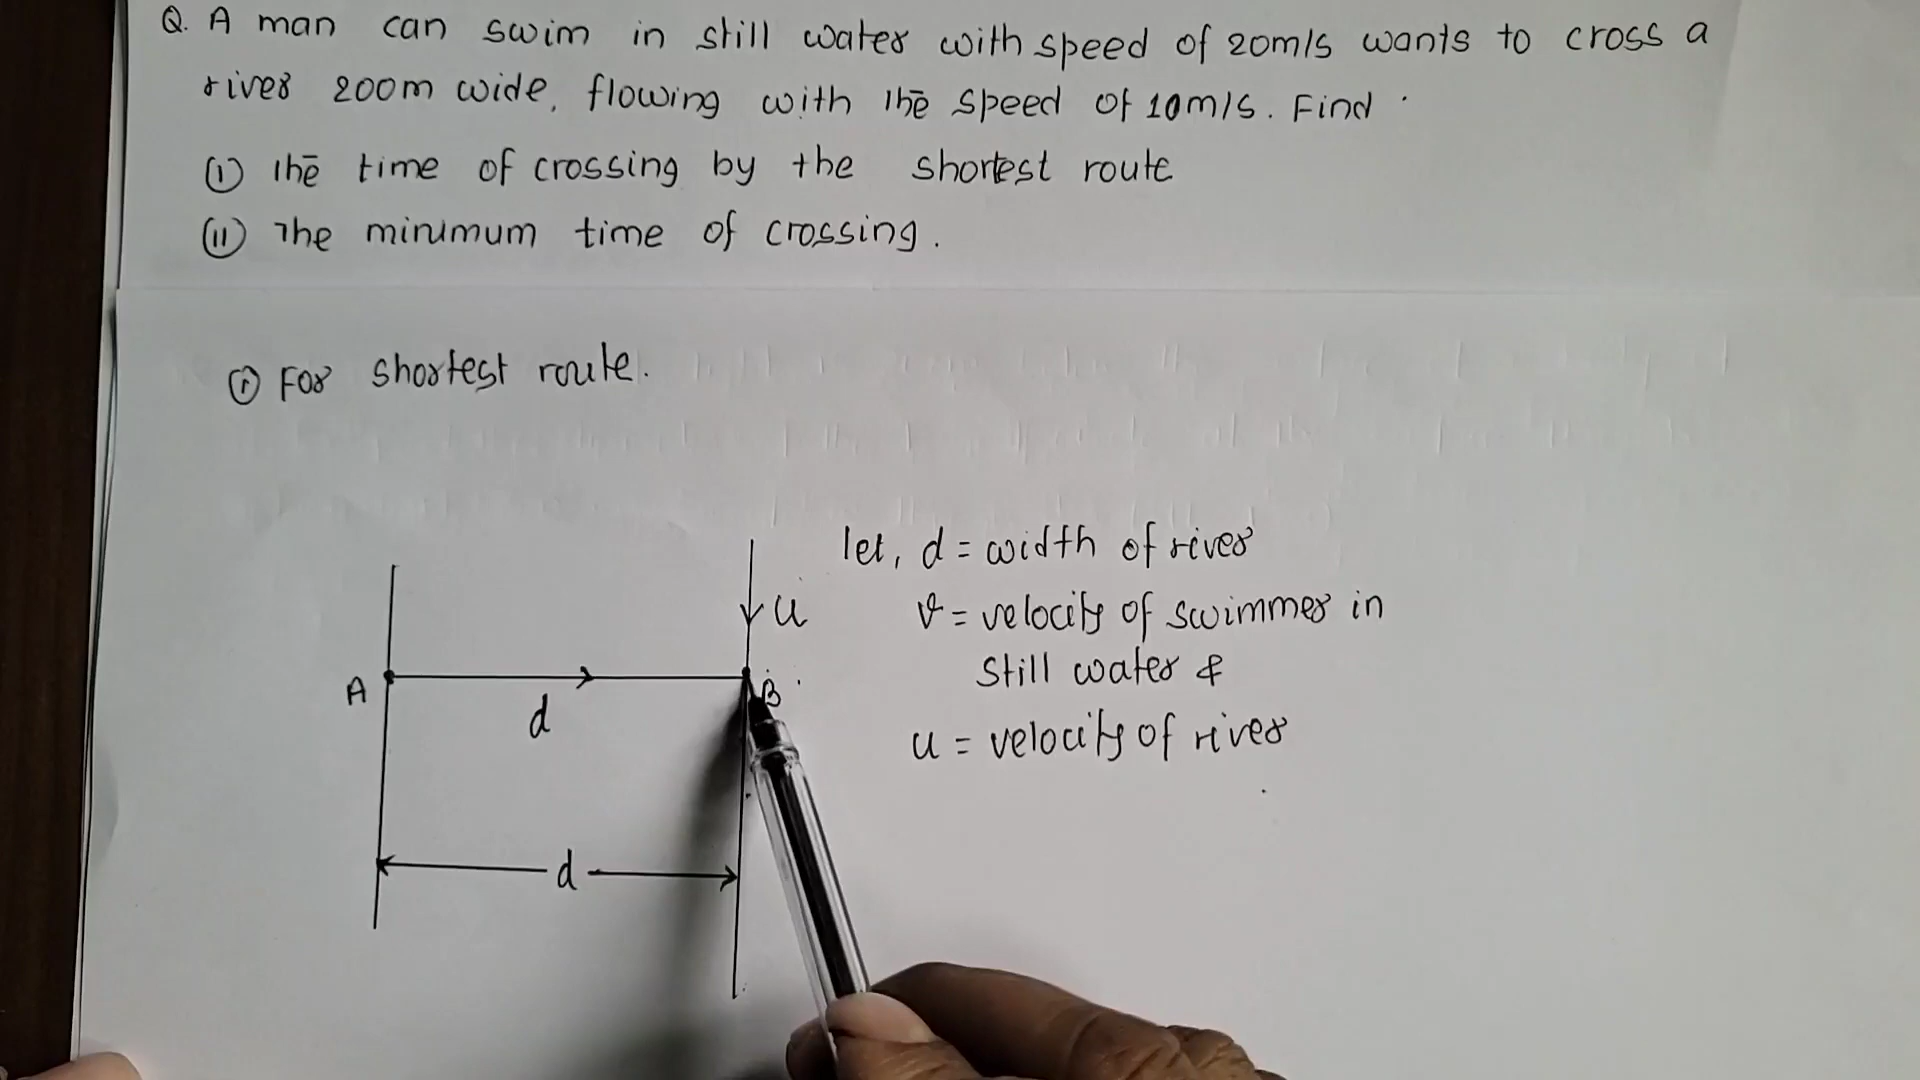 Q. A man can swim in still water with speed of 20m/s wants to cross a
river 200m wide, flowing with the speed of 10m/s. Find
(I) The time of crossing by the shortest route
(II) The minimum time of crossing.
(i) For shortest route.
let, d = width of river
u
v = velocity of swimmer in
still water &
A
B
d
u = velocity of river
d